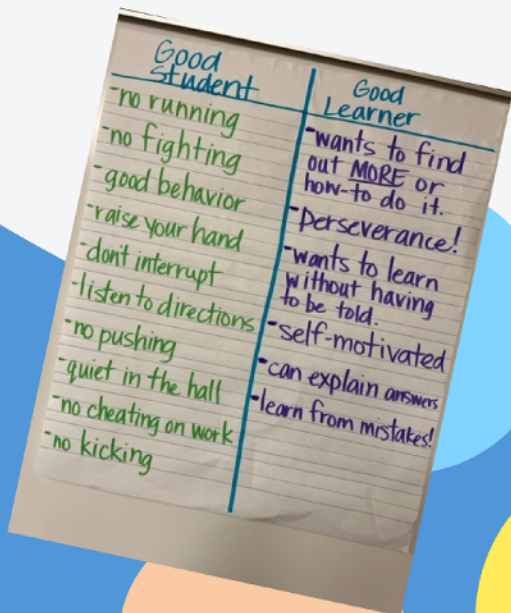 Good
Student
-no running
-no fighting
-good behavior
-raise your hand
-don't interrupt
-listen to directions
-no pushing
-quiet in the hall
-no cheating on work
-no kicking
Good
Learner
-wants to find
out MORE or
how-to do it.
-perseverance!
-wants to learn
without having
to be told.
-self-motivated
-can explain answers
-learn from mistakes!